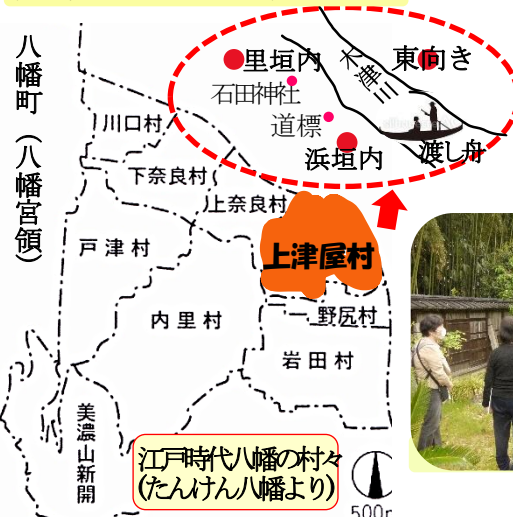 八幡町（八幡宮領）
里垣内
木津川
東向き
石田神社
道標
浜垣内
渡し舟
川口村
下奈良村
上奈良村
戸津村
上津屋村
内里村
野尻村
岩田村
美濃山新開
江戸時代八幡の村々
(たんけん八幡より)
500m